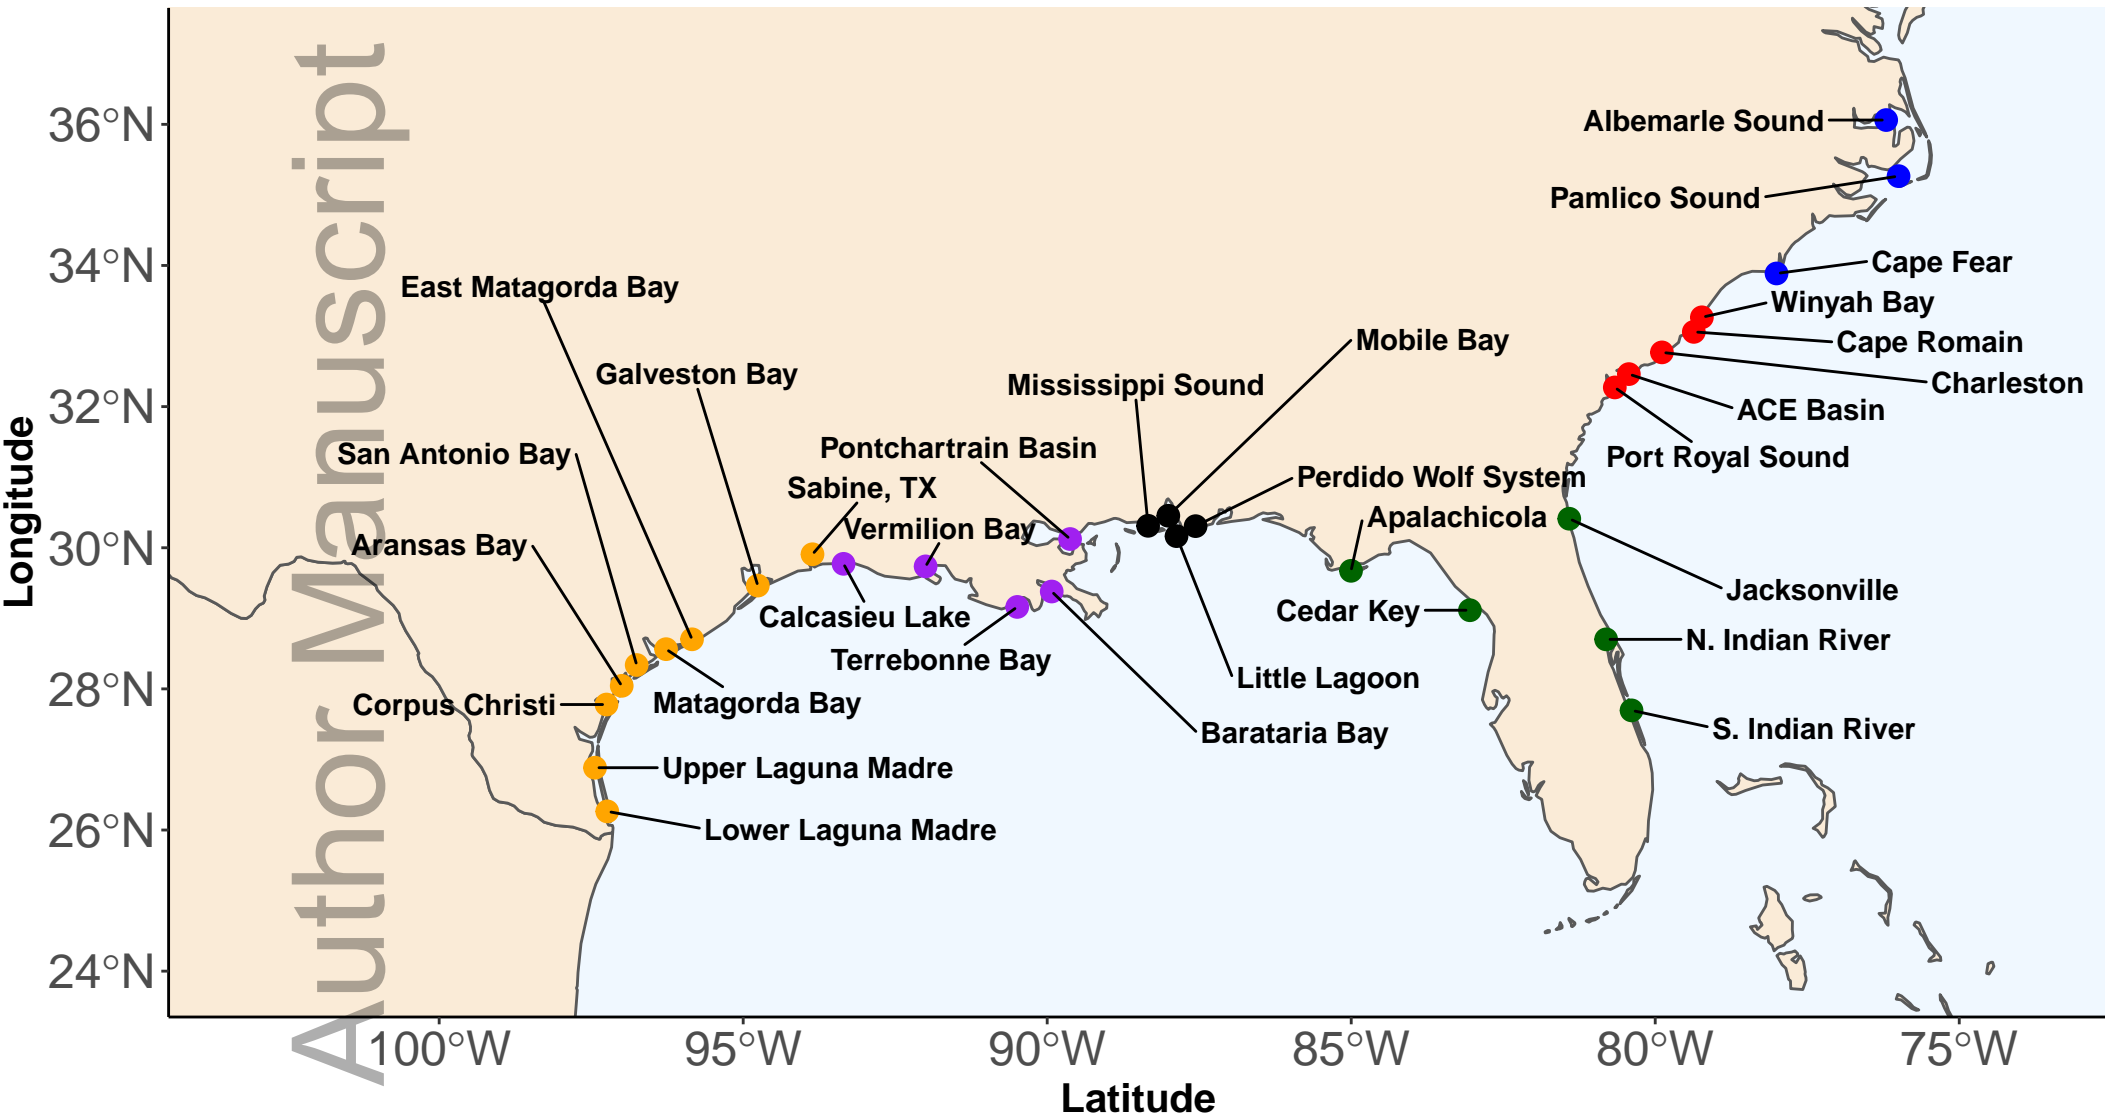 Author Manuscript
Longitude
36°N
34°N
32°N
30°N
28°N
26°N
24°N
Albemarle Sound
Pamlico Sound
Cape Fear
Winyah Bay
Cape Romain
Charleston
ACE Basin
Port Royal Sound
East Matagorda Bay
Galveston Bay
San Antonio Bay
Aransas Bay
Corpus Christi
Mobile Bay
Mississippi Sound
Pontchartrain Basin
Sabine, TX
Vermilion Bay
Perdido Wolf System
Apalachicola
Cedar Key
Jacksonville
N. Indian River
S. Indian River
Calcasieu Lake
Terrebonne Bay
Matagorda Bay
Little Lagoon
Barataria Bay
Upper Laguna Madre
Lower Laguna Madre
100°W
95°W
90°W
85°W
80°W
75°W
Latitude